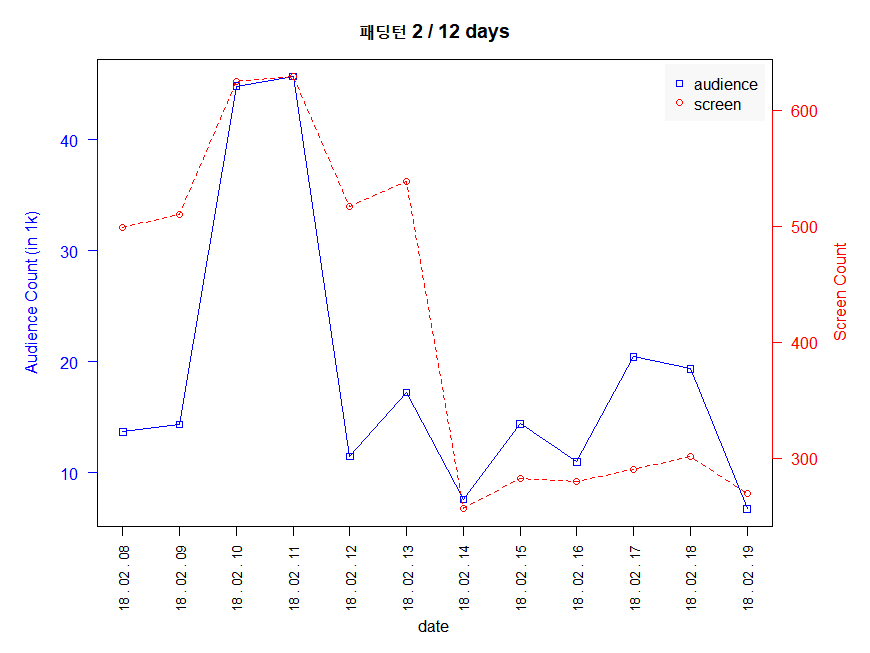 패딩턴 2 / 12 days
audience
screen
Audience Count (in 1k)
40
30
20
10
600
500
400
300
Screen Count
18 . 02 . 08
18 . 02 . 09
18 . 02 . 10
18 . 02 . 11
18 . 02 . 12
18 . 02 . 13
18 . 02 . 14
18 . 02 . 15
18 . 02 . 16
18 . 02 . 17
18 . 02 . 18
18 . 02 . 19
date